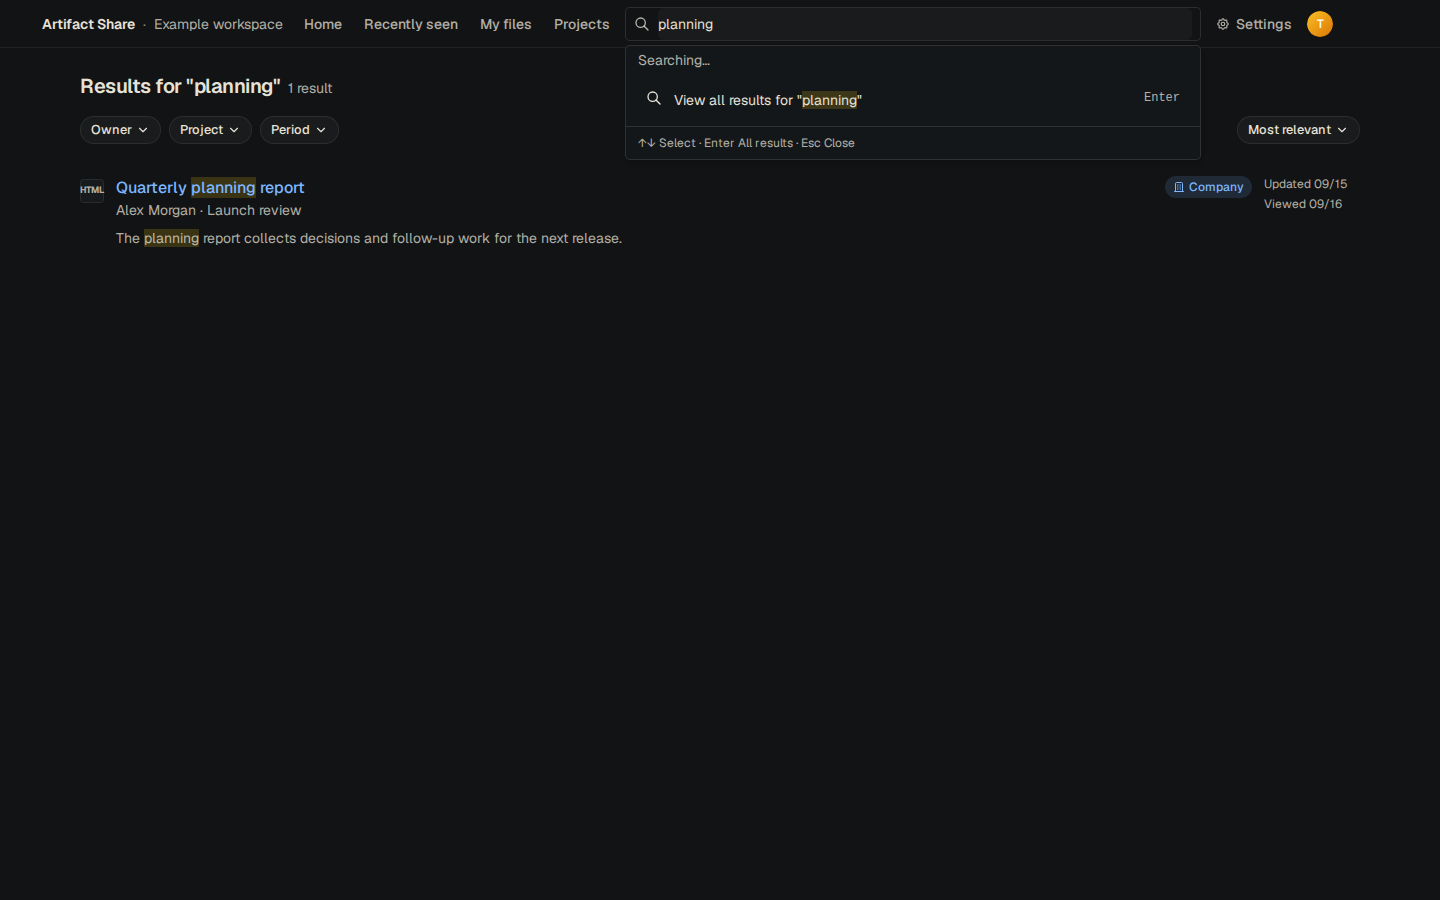 Artifact Share · Example workspace Home Recently seen My files Projects planning Settings T
Searching...
View all results for "planning" Enter
↑↓ Select · Enter All results · Esc Close
Results for "planning" 1 result
Owner Project Period Most relevant
HTML Quarterly planning report Company Updated 09/15
Alex Morgan · Launch review Viewed 09/16
The planning report collects decisions and follow-up work for the next release.